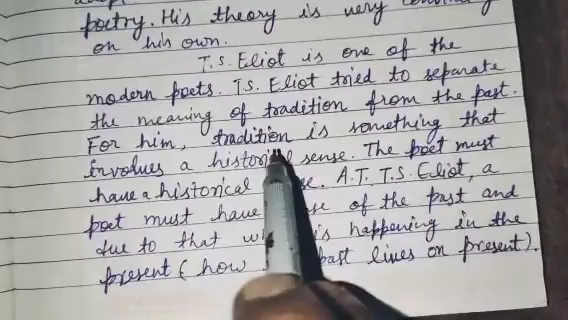 poetry. His theory is very
on his own.
T.S. Eliot is one of the
modern poets. T.S. Eliot tried to separate
the meaning of tradition from the past.
For him, tradition is something that
involves a historical sense. The poet must
have a historical A.T. T.S. Eliot, a
poet must have of the past and
due to that is happening in the
present (how past lives on present).